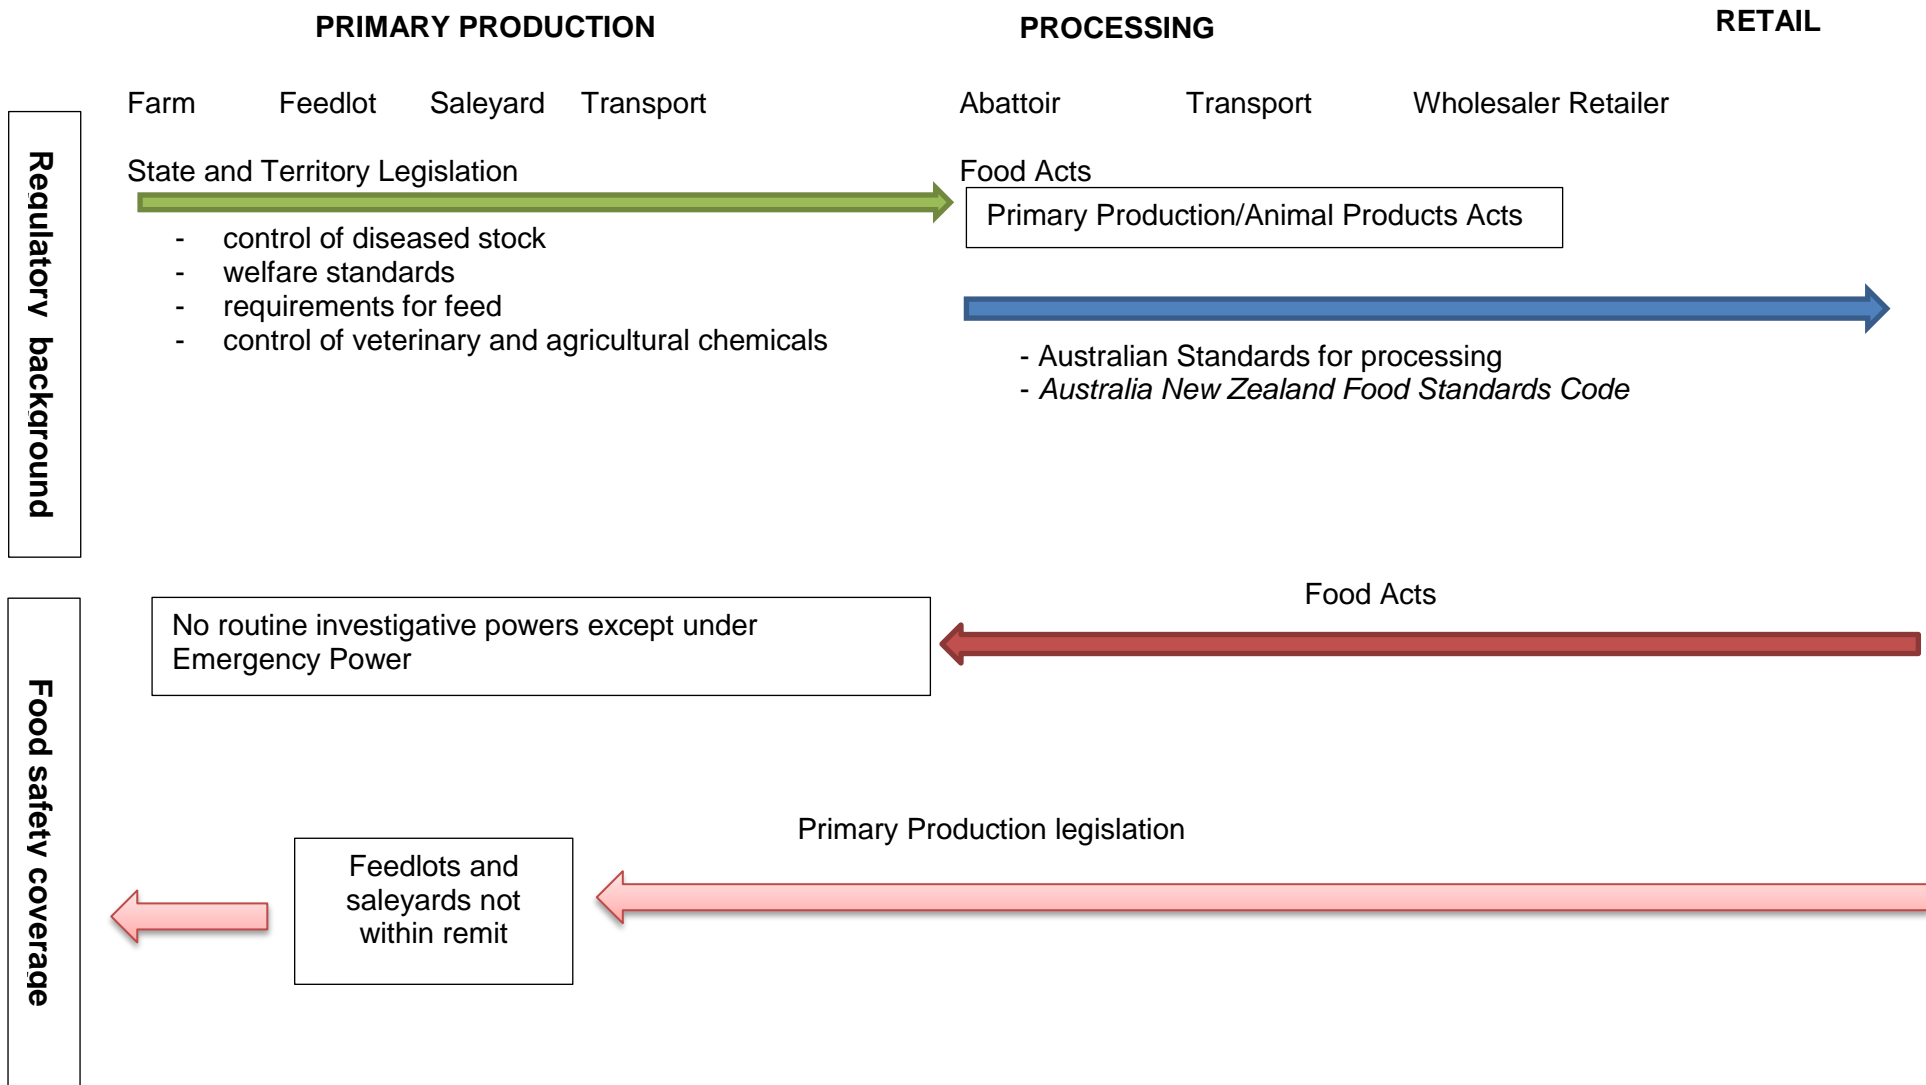 PRIMARY PRODUCTION PROCESSING RETAIL
Farm Feedlot Saleyard Transport Abattoir Transport Wholesaler Retailer
Regulatory background
State and Territory Legislation
- control of diseased stock
- welfare standards
- requirements for feed
- control of veterinary and agricultural chemicals
Food Acts
Primary Production/Animal Products Acts
- Australian Standards for processing
- Australia New Zealand Food Standards Code
Food safety coverage
No routine investigative powers except under
Emergency Power
Food Acts
Primary Production legislation
Feedlots and
saleyards not
within remit